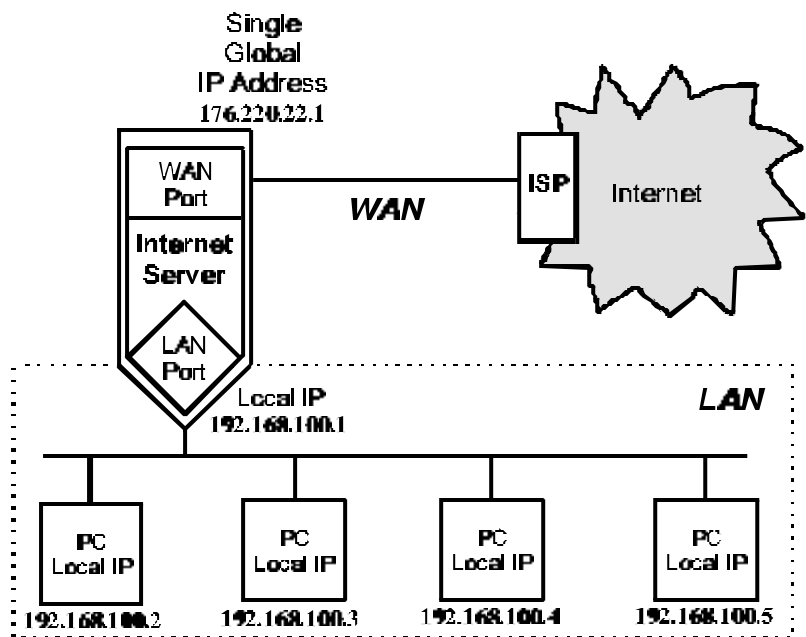 Single
Global
IP Address
176.220.22.1
WAN
Port
WAN
ISP
Internet
Internet
Server
LAN
Port
Local IP
192.168.100.1
LAN
PC
Local IP
PC
Local IP
PC
Local IP
PC
Local IP
192.168.100.2
192.168.100.3
192.168.100.4
192.168.100.5